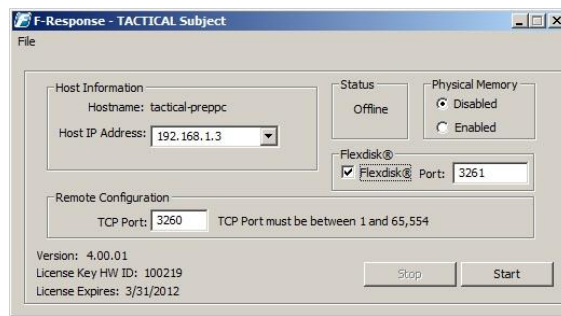 F-Response - TACTICAL Subject
File
Host Information
Hostname: tactical-preppc
Host IP Address: 192.168.1.3
Status
Offline
Physical Memory
Disabled
Enabled
Flexdisk®
Flexdisk® Port: 3261
Remote Configuration
TCP Port: 3260 TCP Port must be between 1 and 65,554
Version: 4.00.01
License Key HW ID: 100219
License Expires: 3/31/2012
Stop Start